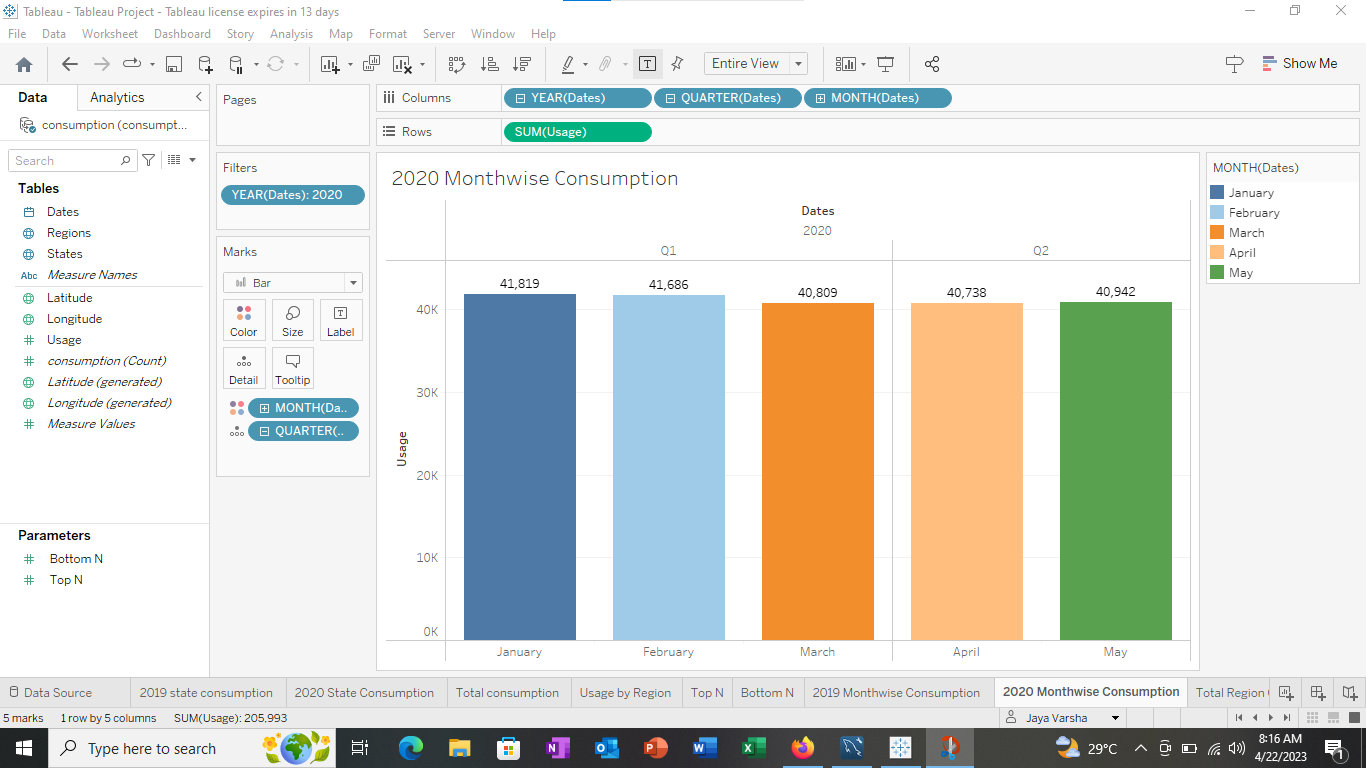 Tableau - Tableau Project - Tableau license expires in 13 days
File Data Worksheet Dashboard Story Analysis Map Format Server Window Help
Entire View
Show Me
Data Analytics
consumption (consumpt...
Search
Tables
Dates
Regions
States
Abc Measure Names
Latitude
Longitude
Usage
consumption (Count)
Latitude (generated)
Longitude (generated)
Measure Values
Parameters
Bottom N
Top N
Pages
Filters
YEAR(Dates): 2020
Marks
Bar
Color Size Label
Detail Tooltip
MONTH(Da..
QUARTER(..
Columns YEAR(Dates) QUARTER(Dates) MONTH(Dates)
Rows SUM(Usage)
2020 Monthwise Consumption
Dates
2020
Q1 Q2
41,819 41,686 40,809 40,738 40,942
40K
30K
20K
10K
0K
Usage
January February March April May
MONTH(Dates)
January
February
March
April
May
Data Source 2019 state consumption 2020 State Consumption Total consumption Usage by Region Top N Bottom N 2019 Monthwise Consumption 2020 Monthwise Consumption Total Region
5 marks 1 row by 5 columns SUM(Usage): 205,993 Jaya Varsha
Type here to search
29°C
8:16 AM
4/22/2023
1